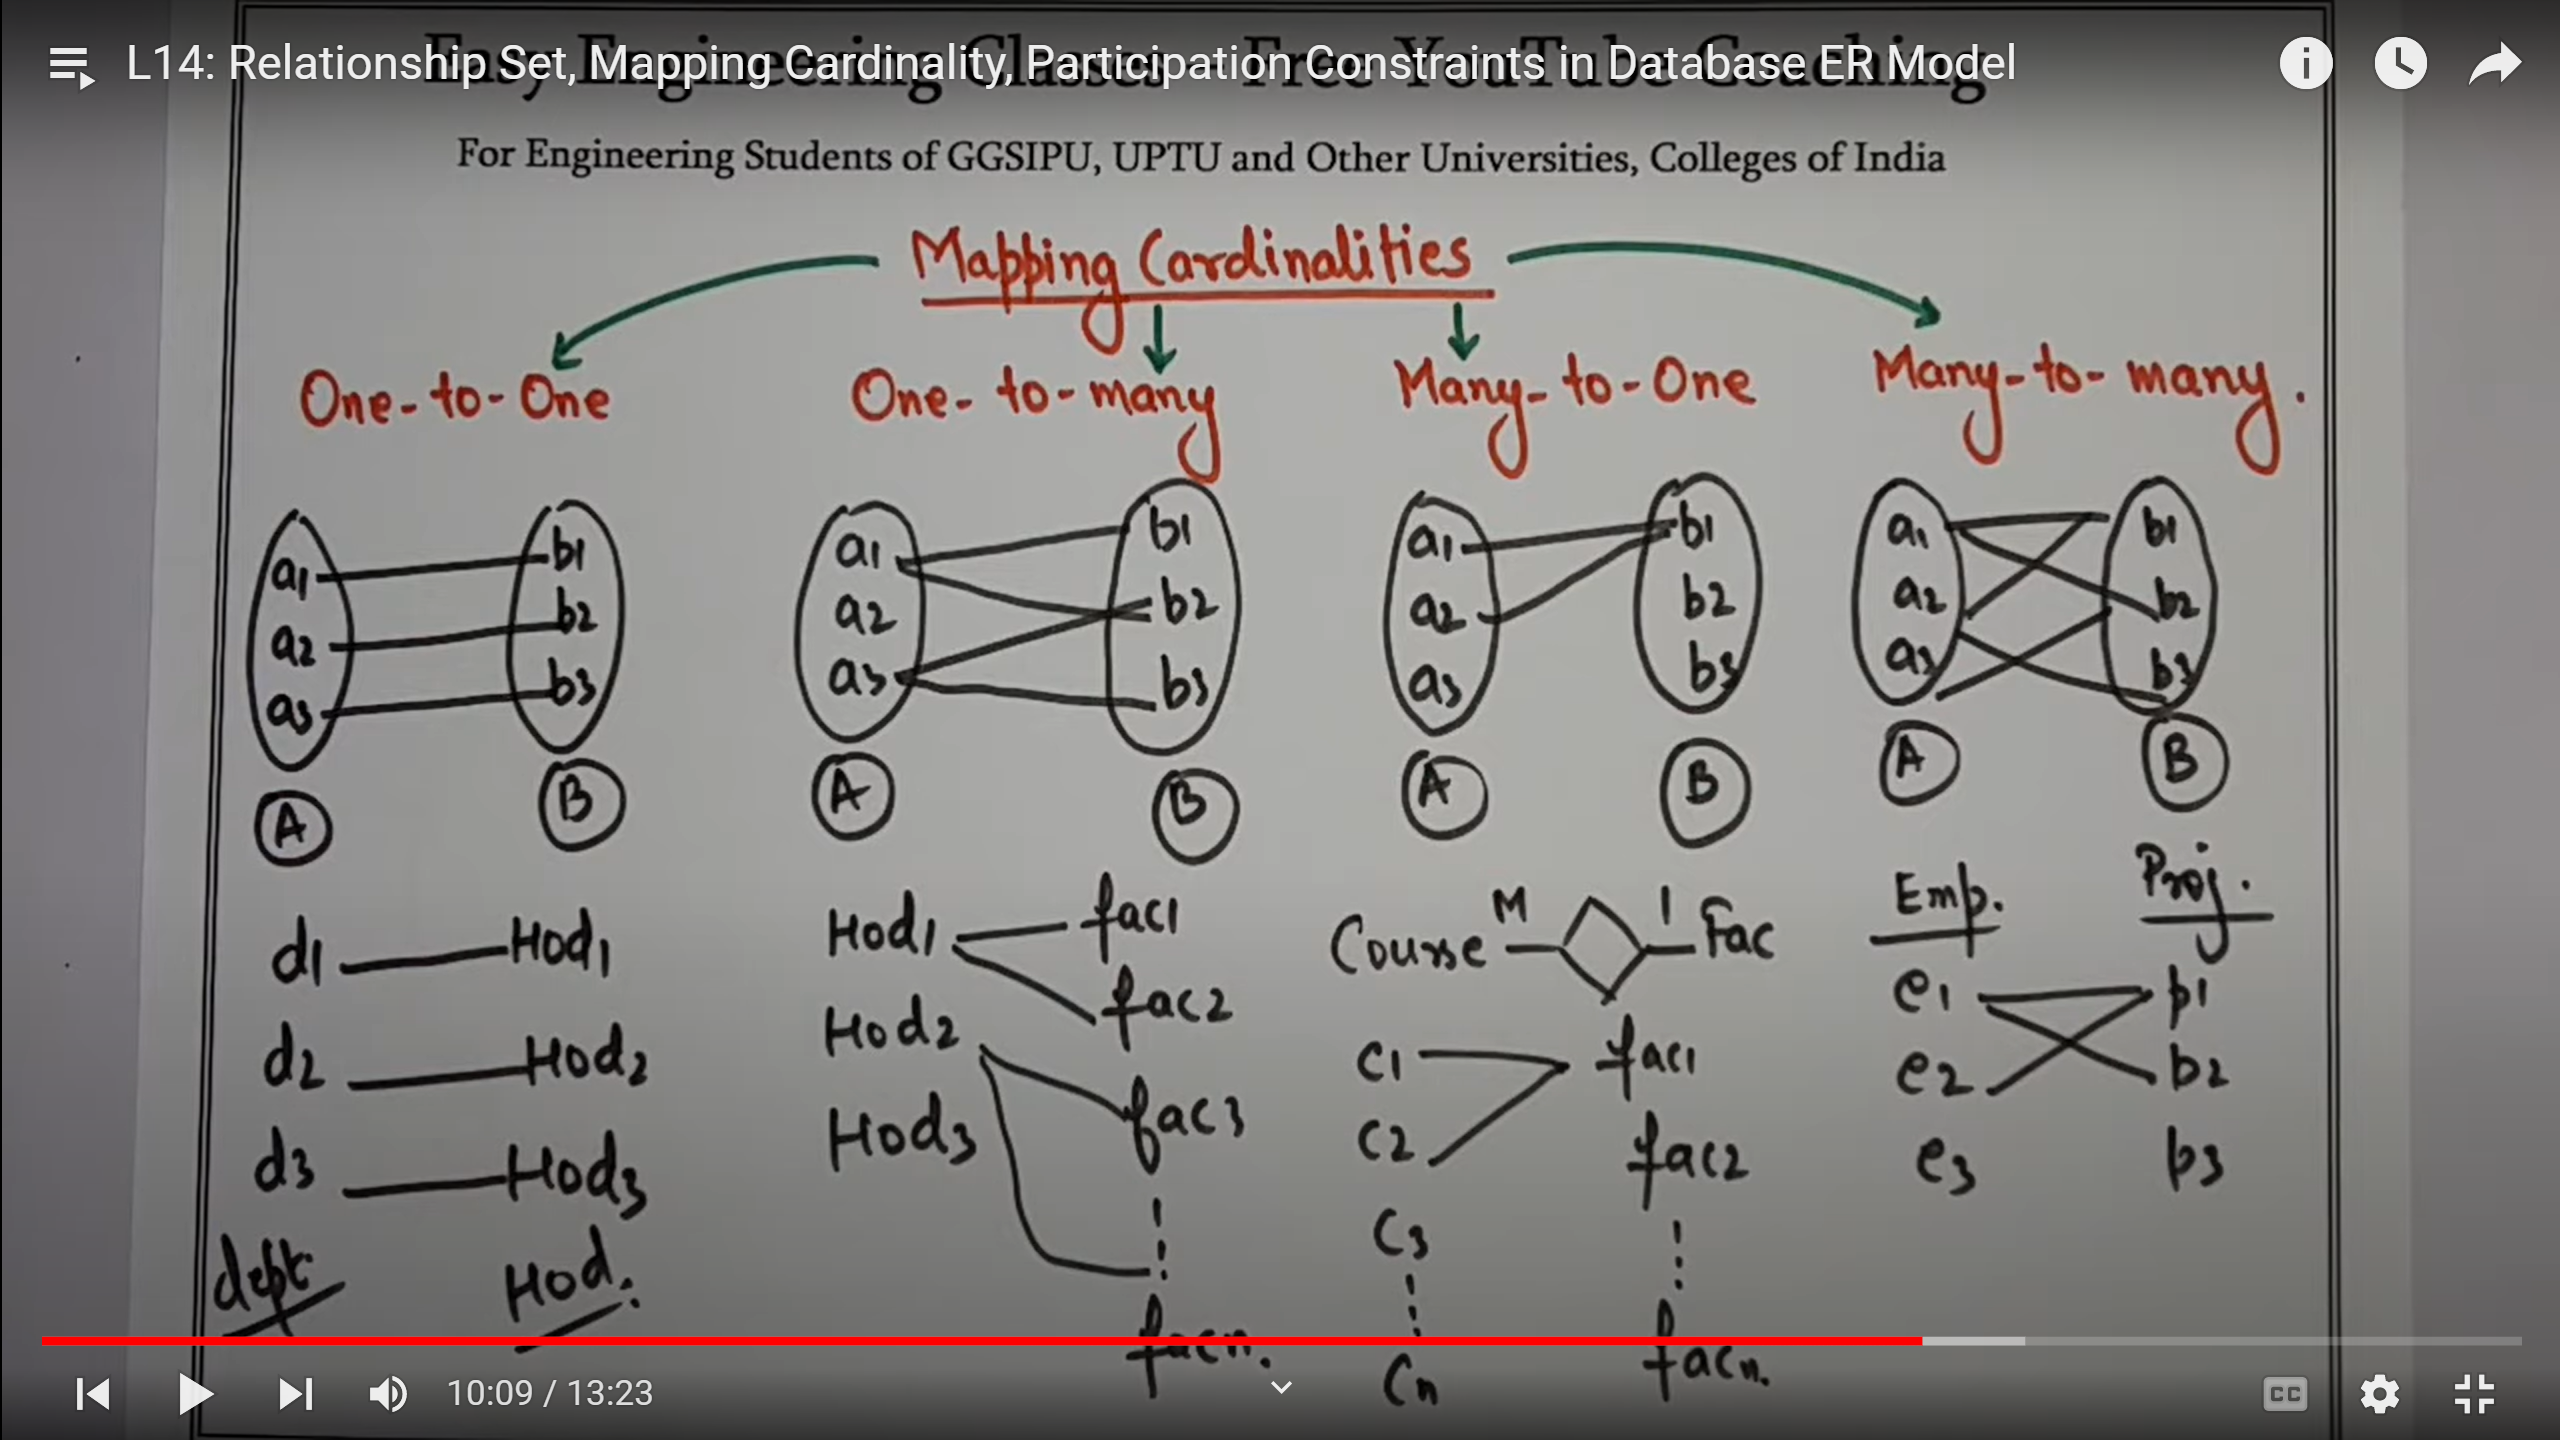 L14: Relationship Set, Mapping Cardinality, Participation Constraints in Database ER Model
Easy Engineering Classes – Free YouTube Coaching
For Engineering Students of GGSIPU, UPTU and Other Universities, Colleges of India
Mapping Cardinalities
One-to-One
One-to-many
Many-to-One
Many-to-many.
a1 b1
a2 b2
a3 b3
A B
a1 b1
a2 b2
a3 b3
A B
a1 b1
a2 b2
a3 b3
A B
a1 b1
a2 b2
a3 b3
A B
d1 Hod1
d2 Hod2
d3 Hod3
dept Hod.
Hod1 fac1
fac2
Hod2
fac3
Hod3
facn.
M 1
Course Fac
C1 fac1
C2 fac2
C3
Cn facn.
Emp. Proj.
e1 p1
e2 p2
e3 p3
10:09 / 13:23
CC